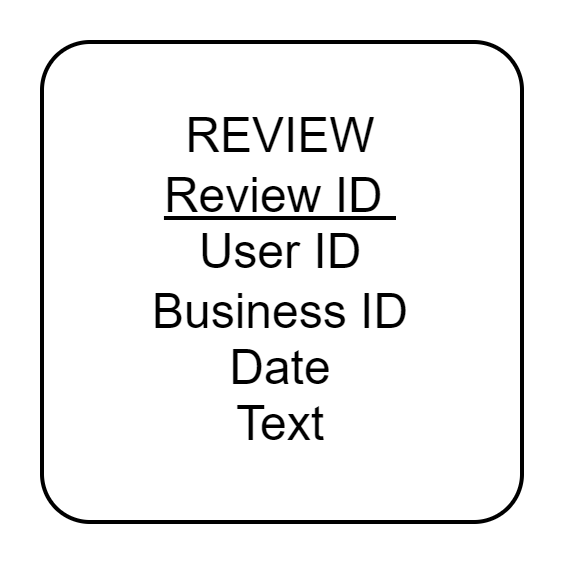 REVIEW
Review ID
User ID
Business ID
Date
Text